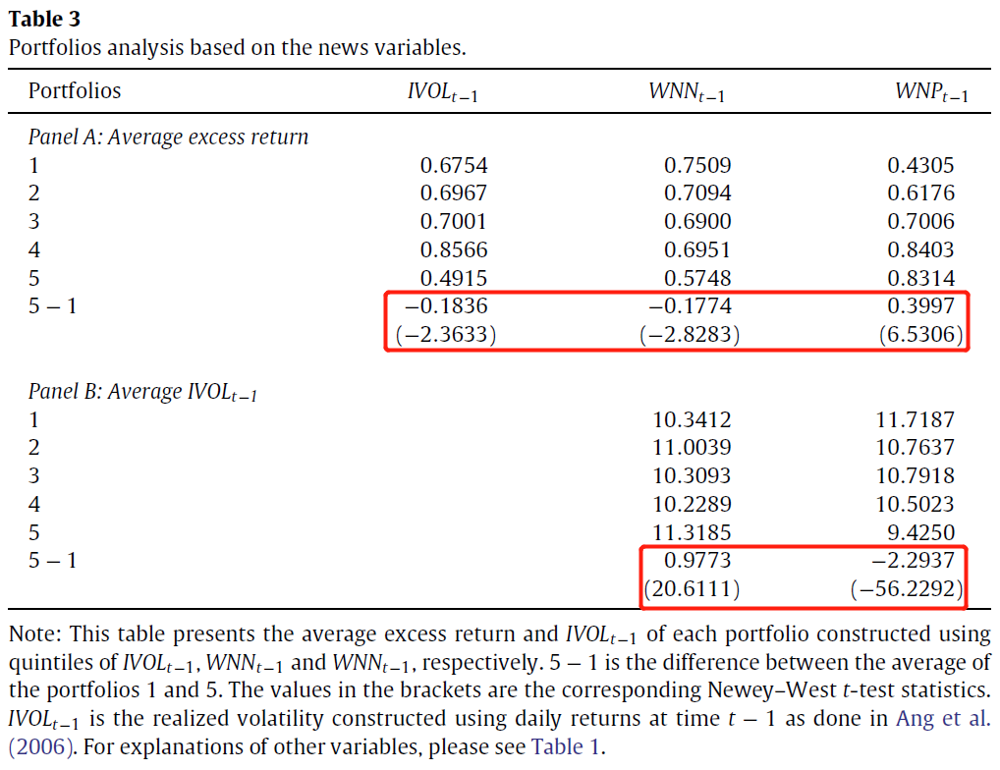 Table 3
Portfolios analysis based on the news variables.
Portfolios IVOLt−1 WNNt−1 WNPt−1
Panel A: Average excess return
1 0.6754 0.7509 0.4305
2 0.6967 0.7094 0.6176
3 0.7001 0.6900 0.7006
4 0.8566 0.6951 0.8403
5 0.4915 0.5748 0.8314
5 − 1 −0.1836 −0.1774 0.3997
(−2.3633) (−2.8283) (6.5306)
Panel B: Average IVOLt−1
1 10.3412 11.7187
2 11.0039 10.7637
3 10.3093 10.7918
4 10.2289 10.5023
5 11.3185 9.4250
5 − 1 0.9773 −2.2937
(20.6111) (−56.2292)
Note: This table presents the average excess return and IVOLt−1 of each portfolio constructed using
quintiles of IVOLt−1, WNNt−1 and WNNt−1, respectively. 5 − 1 is the difference between the average of
the portfolios 1 and 5. The values in the brackets are the corresponding Newey–West t-test statistics.
IVOLt−1 is the realized volatility constructed using daily returns at time t − 1 as done in Ang et al.
(2006). For explanations of other variables, please see Table 1.